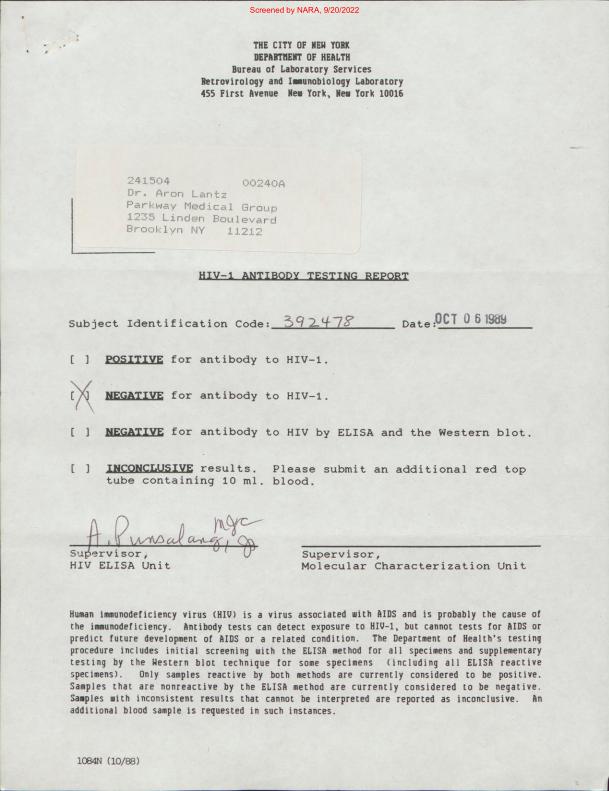 Screened by NARA, 9/20/2022
THE CITY OF NEW YORK
DEPARTMENT OF HEALTH
Bureau of Laboratory Services
Retrovirology and Immunobiology Laboratory
455 First Avenue New York, New York 10016
241504 00240A
Dr. Aron Lantz
Parkway Medical Group
1235 Linden Boulevard
Brooklyn NY 11212
HIV-1 ANTIBODY TESTING REPORT
Subject Identification Code: 392478 Date: OCT 06 1989
[ ] POSITIVE for antibody to HIV-1.
[X] NEGATIVE for antibody to HIV-1.
[ ] NEGATIVE for antibody to HIV by ELISA and the Western blot.
[ ] INCONCLUSIVE results. Please submit an additional red top
tube containing 10 ml. blood.
A. Punsalang,
Supervisor, Supervisor,
HIV ELISA Unit Molecular Characterization Unit
Human immunodeficiency virus (HIV) is a virus associated with AIDS and is probably the cause of
the immunodeficiency. Antibody tests can detect exposure to HIV-1, but cannot tests for AIDS or
predict future development of AIDS or a related condition. The Department of Health's testing
procedure includes initial screening with the ELISA method for all specimens and supplementary
testing by the Western blot technique for some specimens (including all ELISA reactive
specimens). Only samples reactive by both methods are currently considered to be positive.
Samples that are nonreactive by the ELISA method are currently considered to be negative.
Samples with inconsistent results that cannot be interpreted are reported as inconclusive. An
additional blood sample is requested in such instances.
1084N (10/88)